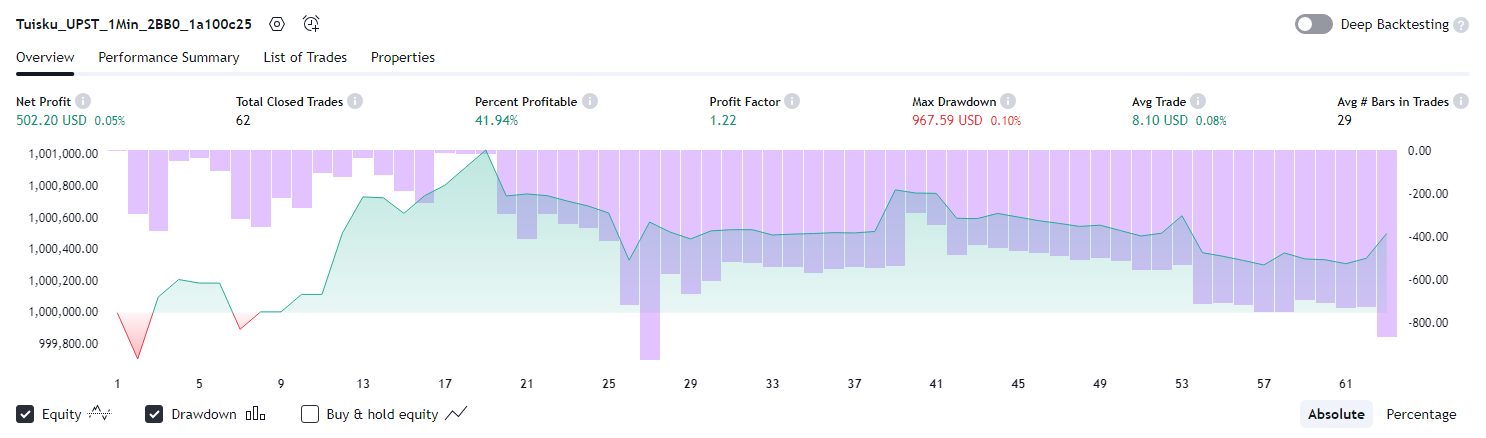 Tuisku_UPST_1Min_2BB0_1a100c25
Deep Backtesting
Overview Performance Summary List of Trades Properties
Net Profit Total Closed Trades Percent Profitable Profit Factor Max Drawdown Avg Trade Avg # Bars in Trades
502.20 USD 0.05% 62 41.94% 1.22 967.59 USD 0.10% 8.10 USD 0.08% 29
1,001,000.00 0.00
1,000,800.00 -200.00
1,000,600.00
1,000,400.00 -400.00
1,000,200.00 -600.00
1,000,000.00 -800.00
999,800.00
1 5 9 13 17 21 25 29 33 37 41 45 49 53 57 61
Equity Drawdown Buy & hold equity Absolute Percentage